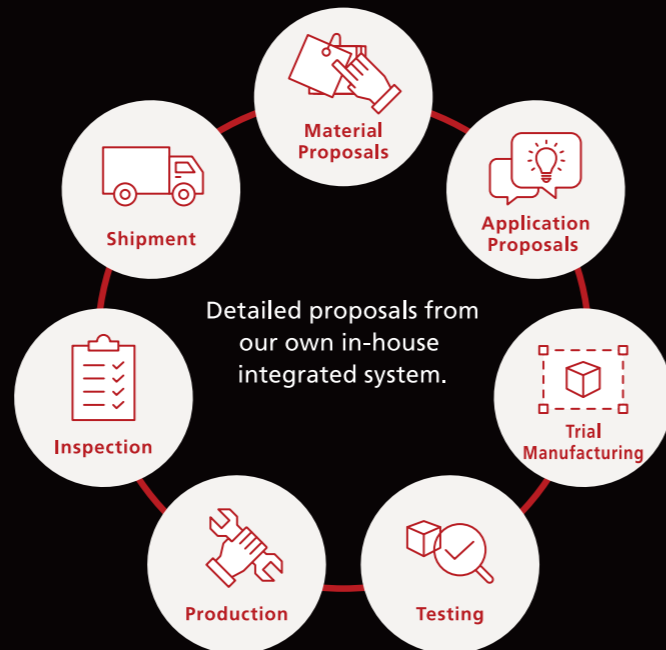 Material
Proposals
Application
Proposals
Trial
Manufacturing
Testing
Production
Inspection
Shipment
Detailed proposals from
our own in-house
integrated system.